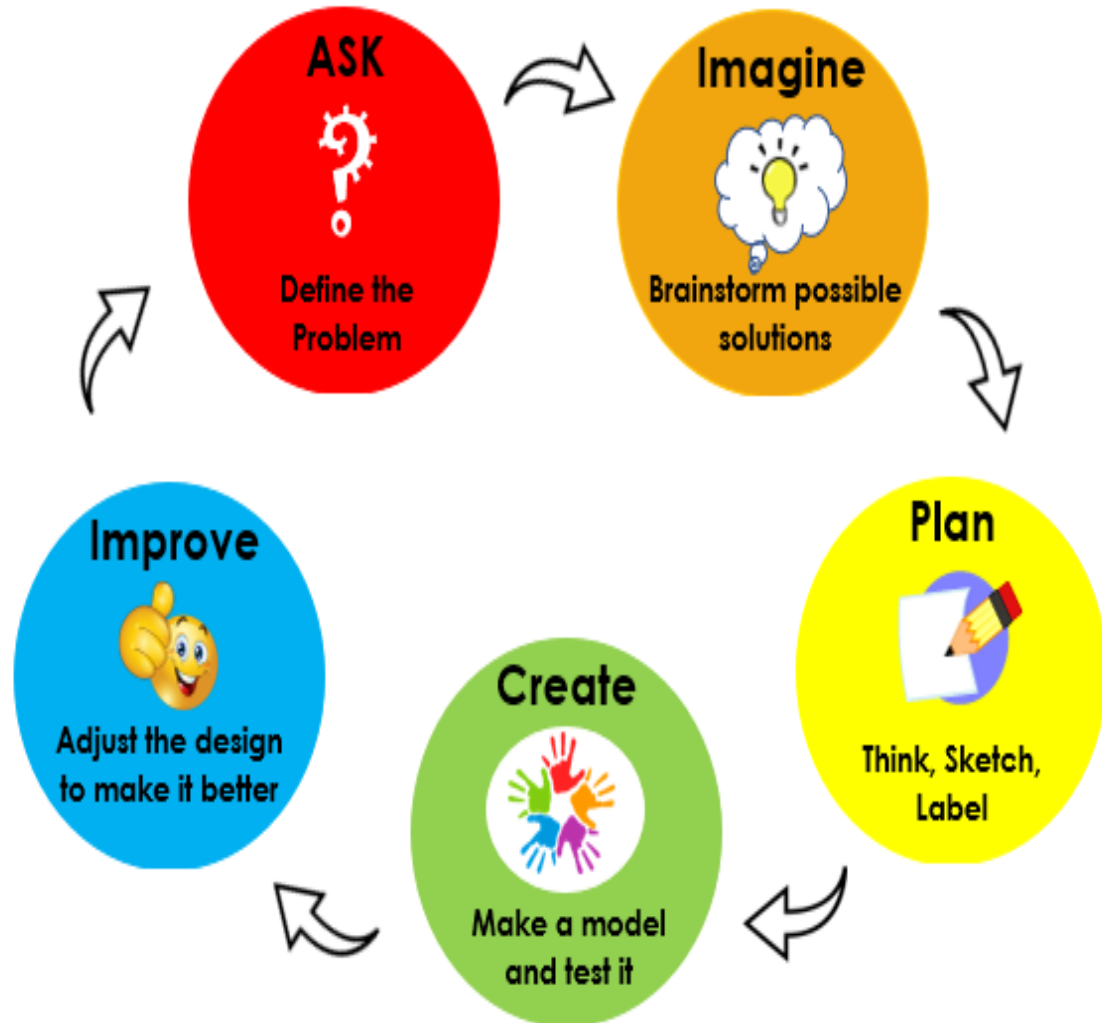 ASK
Define the
Problem
Imagine
Brainstorm possible
solutions
Plan
Think, Sketch,
Label
Create
Make a model
and test it
Improve
Adjust the design
to make it better